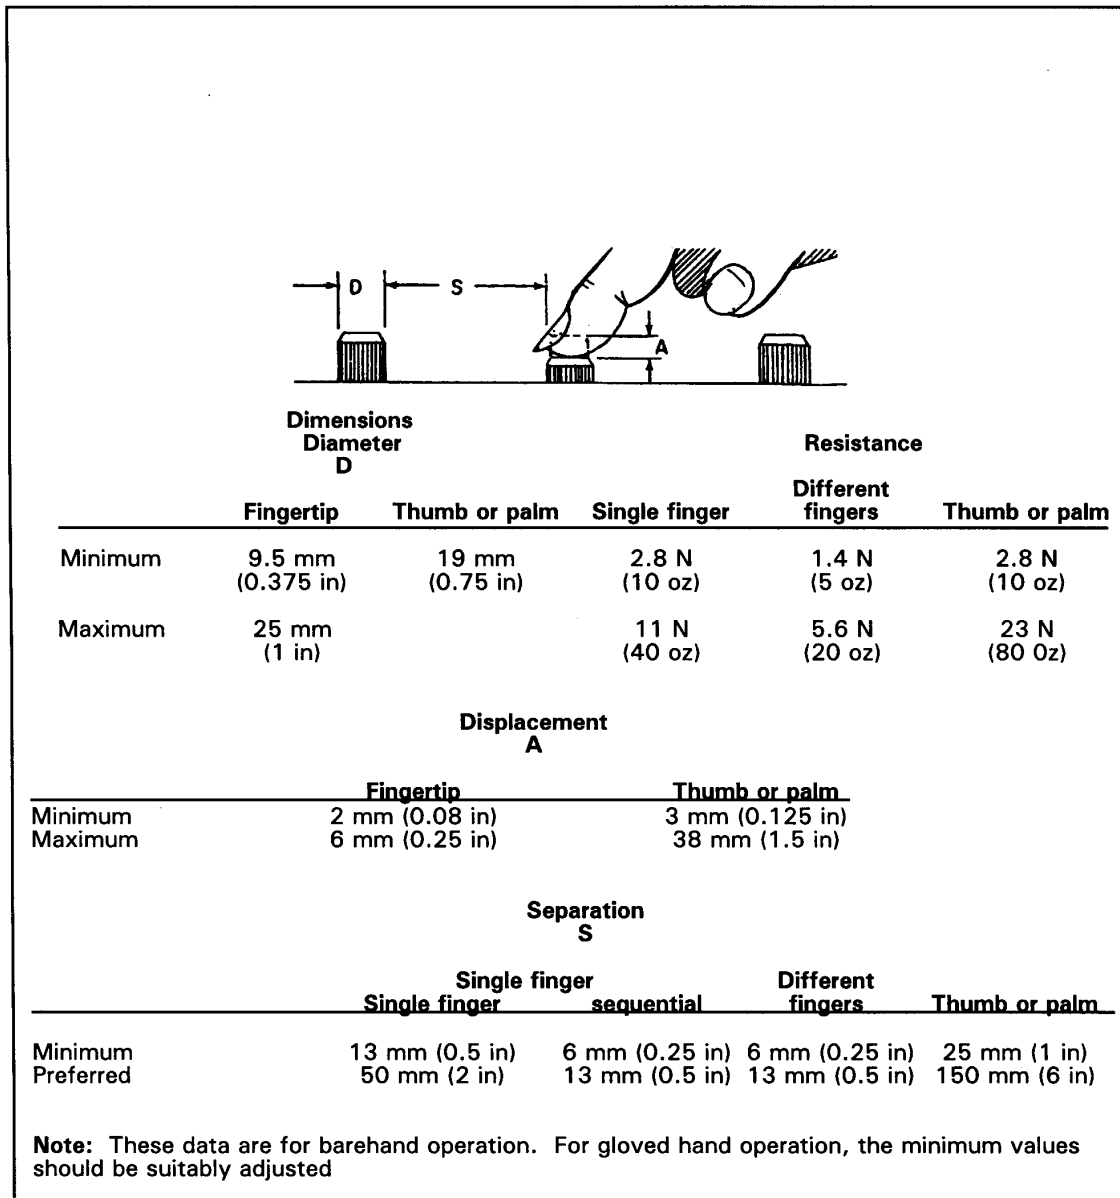 D S A
Dimensions
Diameter
D
Resistance
Fingertip Thumb or palm Single finger Different fingers Thumb or palm
Minimum 9.5 mm 19 mm 2.8 N 1.4 N 2.8 N
(0.375 in) (0.75 in) (10 oz) (5 oz) (10 oz)
Maximum 25 mm 11 N 5.6 N 23 N
(1 in) (40 oz) (20 oz) (80 0z)
Displacement
A
Fingertip Thumb or palm
Minimum 2 mm (0.08 in) 3 mm (0.125 in)
Maximum 6 mm (0.25 in) 38 mm (1.5 in)
Separation
S
Single finger Different
Single finger sequential fingers Thumb or palm
Minimum 13 mm (0.5 in) 6 mm (0.25 in) 6 mm (0.25 in) 25 mm (1 in)
Preferred 50 mm (2 in) 13 mm (0.5 in) 13 mm (0.5 in) 150 mm (6 in)
Note: These data are for barehand operation. For gloved hand operation, the minimum values
should be suitably adjusted